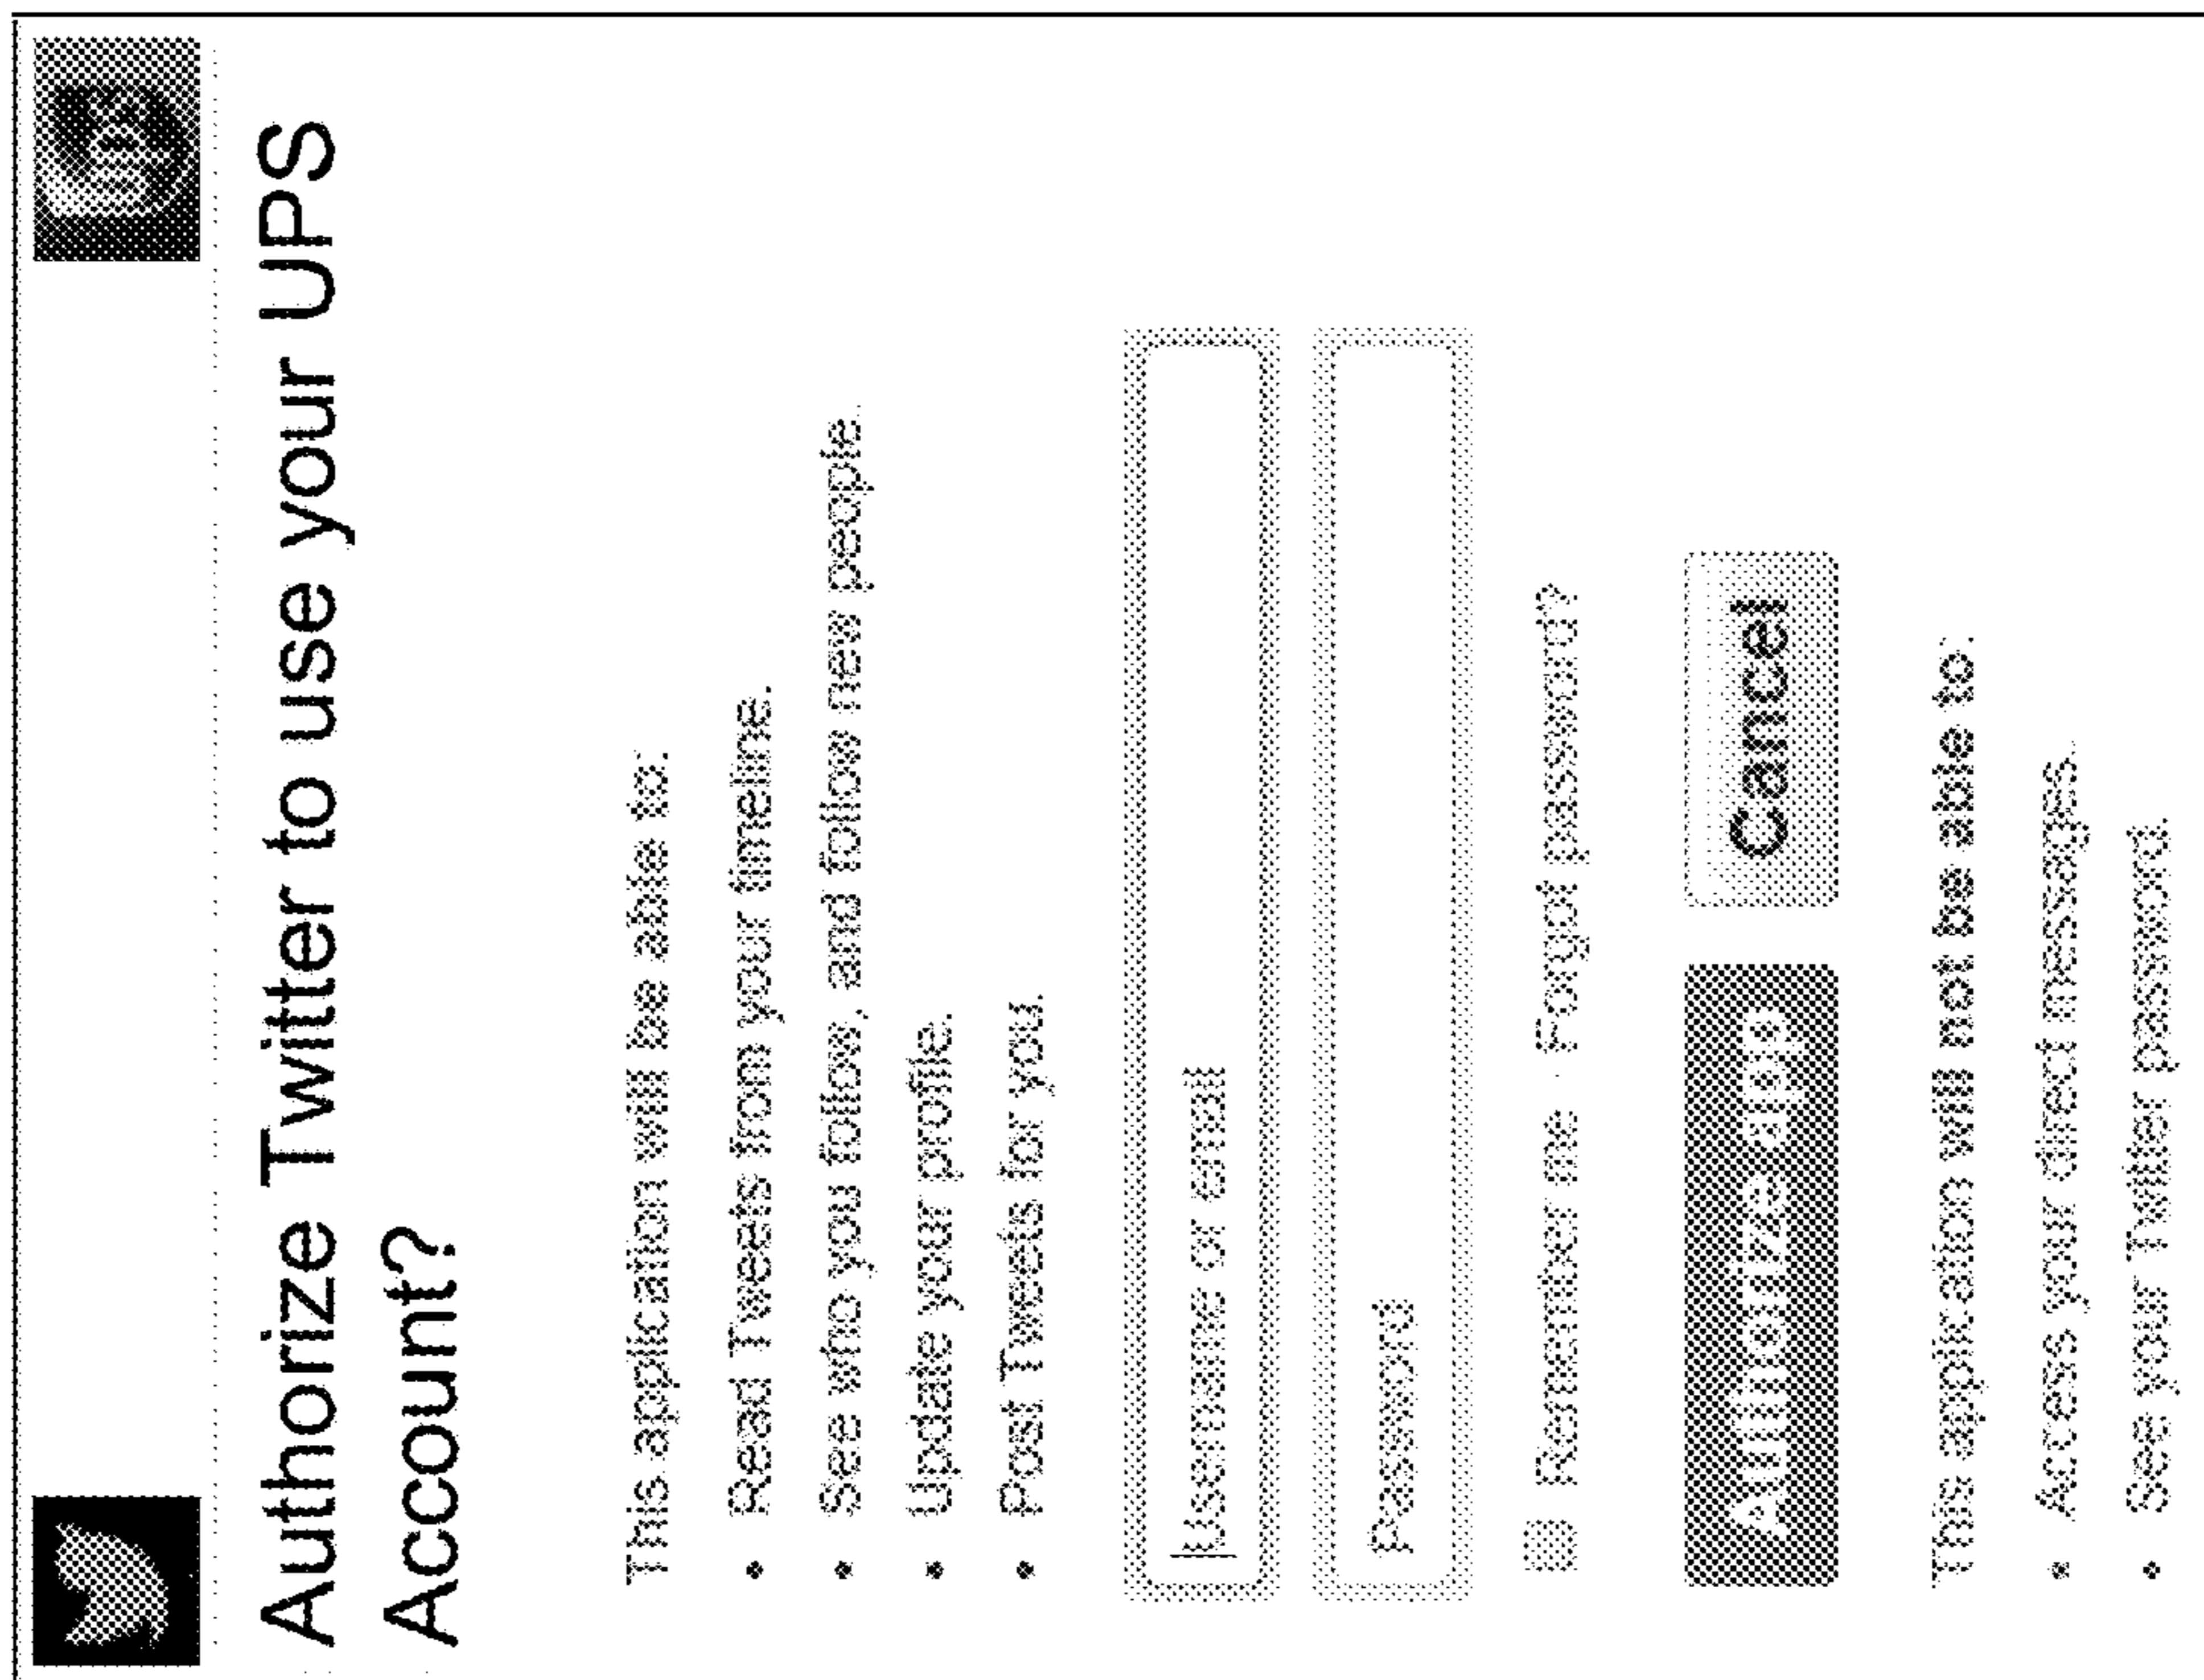 ups
Authorize Twitter to use your UPS
Account?
This application will be able to:
• Read Tweets from your timeline.
• See who you follow, and follow new people.
• Update your profile.
• Post Tweets for you.
Username or email
Password
Remember me · Forgot password?
Authorize app Cancel
This application will not be able to:
• Access your direct messages.
• See your Twitter password.